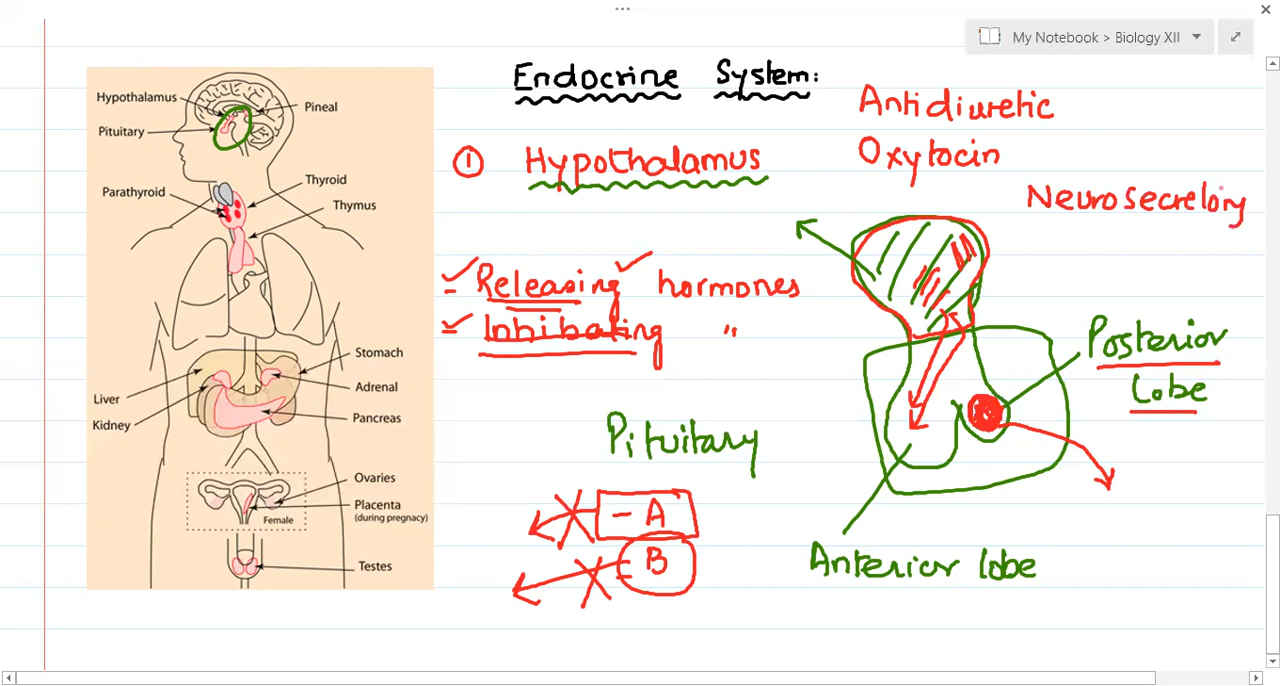 ...
My Notebook > Biology XII
Endocrine System:
Hypothalamus
Pineal
Pituitary
Parathyroid
Thyroid
Thymus
Stomach
Liver
Adrenal
Kidney
Pancreas
Ovaries
Placenta
(during pregnancy)
Female
Testes
① Hypothalamus
Antidiuretic
Oxytocin
Neurosecretory
Releasing hormones
Inhibating "
Posterior
Lobe
Pituitary
- A
B
Anterior lobe